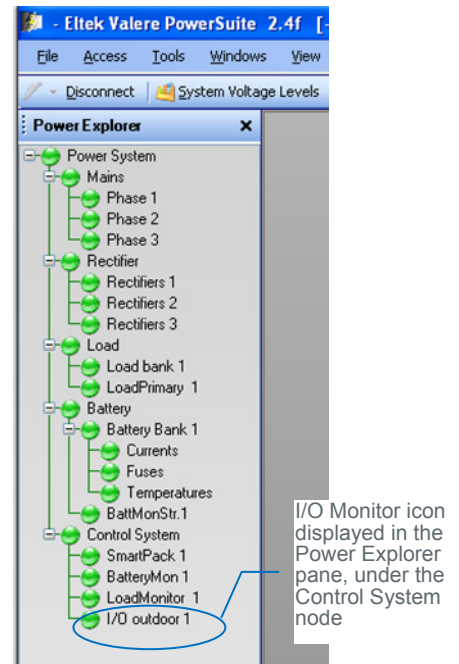 - Eltek Valere PowerSuite 2.4f [-
File Access Tools Windows View
Disconnect System Voltage Levels
Power Explorer x
Power System
Mains
Phase 1
Phase 2
Phase 3
Rectifier
Rectifiers 1
Rectifiers 2
Rectifiers 3
Load
Load bank 1
LoadPrimary 1
Battery
Battery Bank 1
Currents
Fuses
Temperatures
BattMonStr.1
Control System
SmartPack 1
BatteryMon 1
LoadMonitor 1
I/O outdoor 1
I/O Monitor icon
displayed in the
Power Explorer
pane, under the
Control System
node